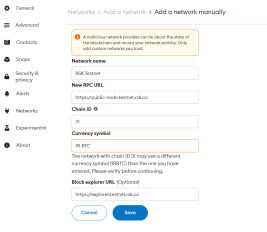 General
Advanced
Contacts
Snaps
Security & privacy
Alerts
Networks
Experimental
About
Networks > Add a network > Add a network manually
A malicious network provider can lie about the state of
the blockchain and record your network activity. Only
add custom networks you trust.
Network name
RSK Testnet
New RPC URL
https://public-node.testnet.rsk.co
Chain ID
31
Currency symbol
tR-BTC
The network with chain ID 31 may use a different
currency symbol (tRBTC) than the one you have
entered. Please verify before continuing.
Block explorer URL (Optional)
https://explorer.testnet.rsk.co
Cancel
Save